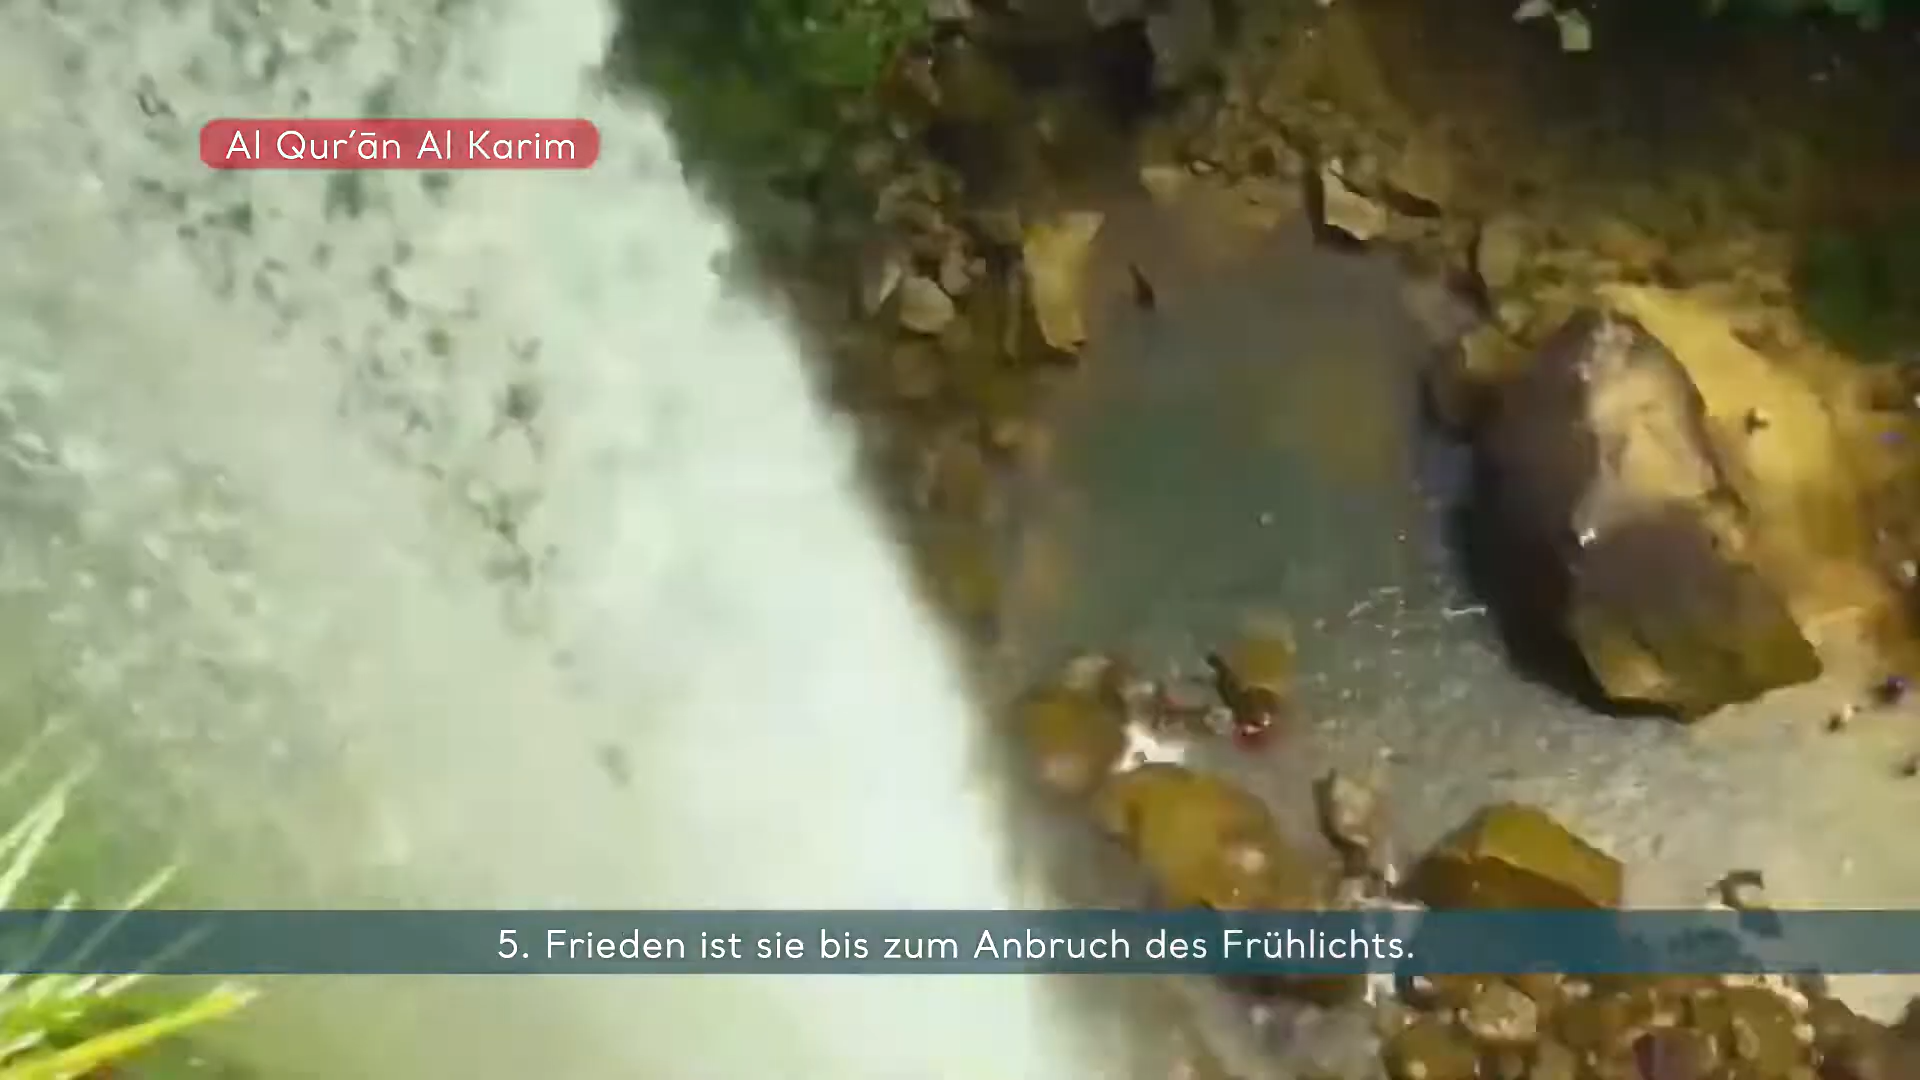 Al Qur´ān Al Karim
5. Frieden ist sie bis zum Anbruch des Frühlichts.